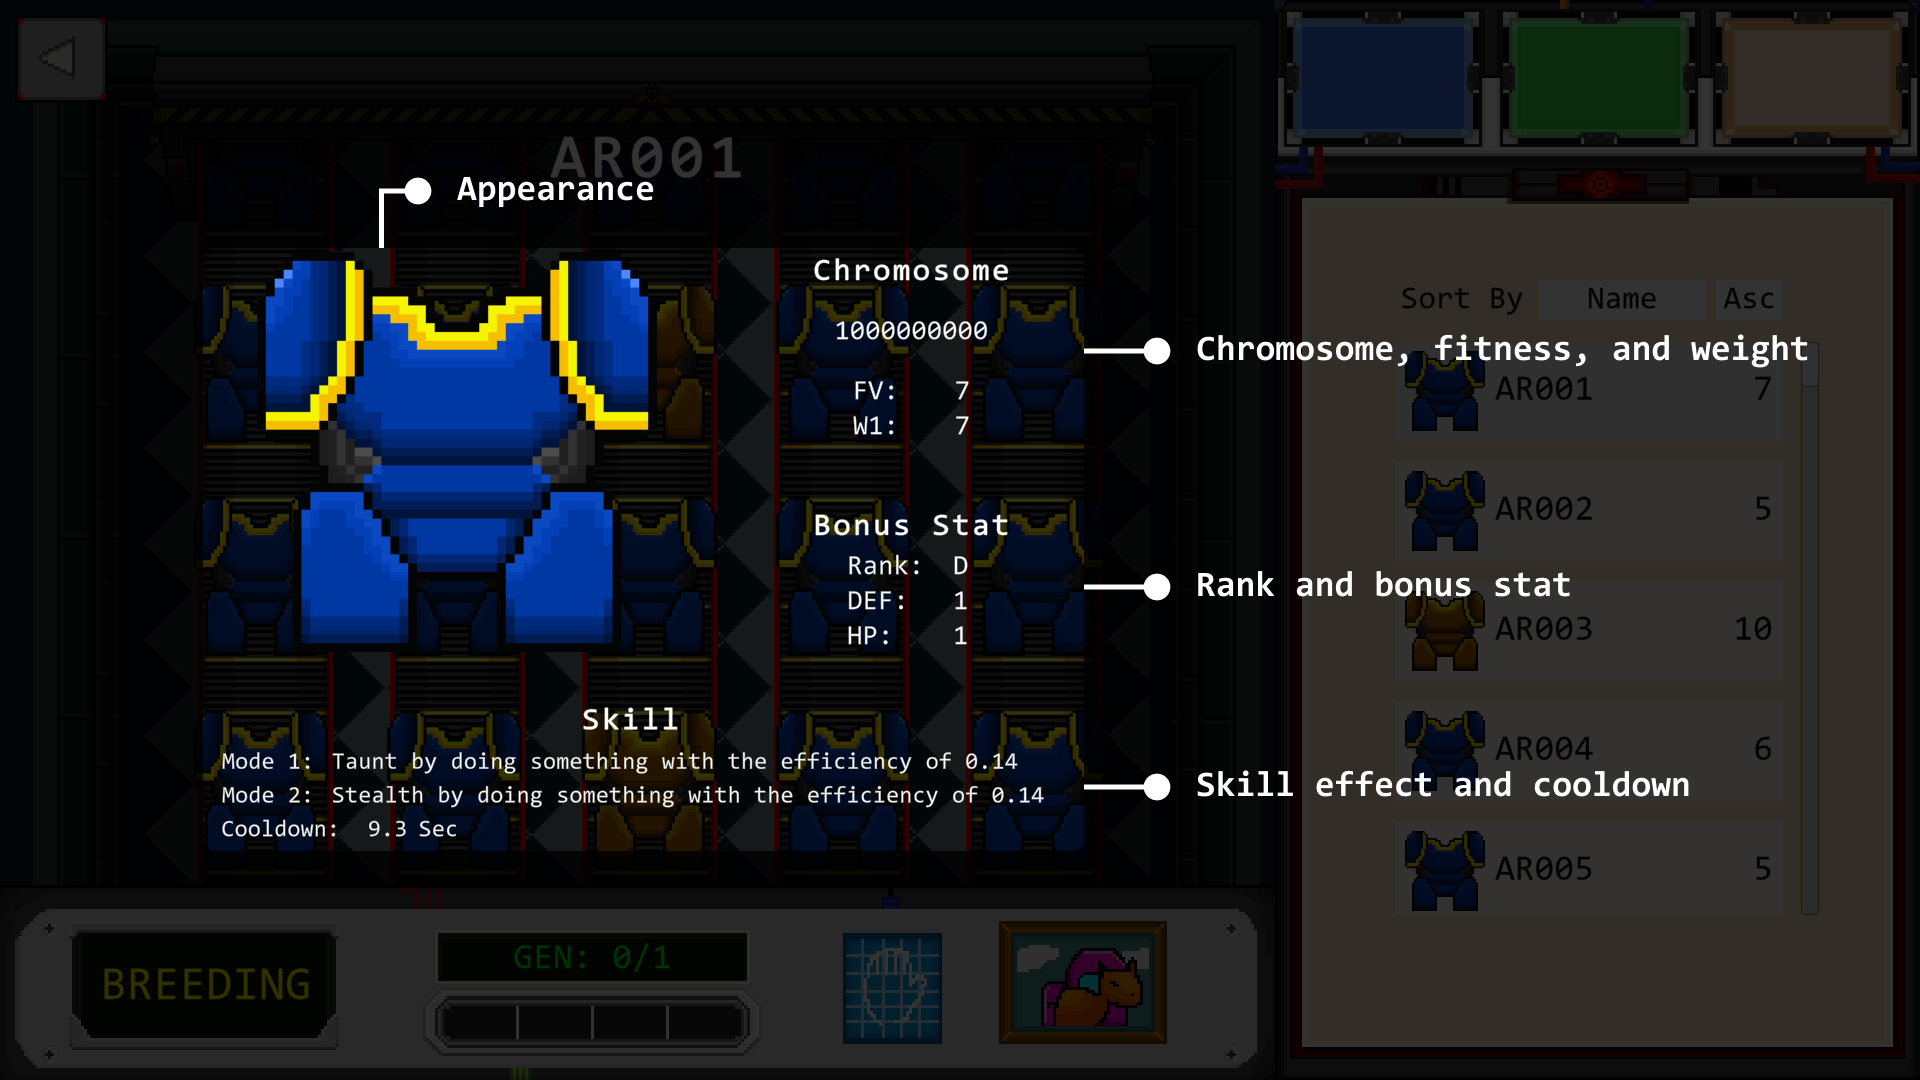 AR001
Appearance
Chromosome
1000000000
FV: 7
W1: 7
Chromosome, fitness, and weight
Bonus Stat
Rank: D
DEF: 1
HP: 1
Rank and bonus stat
Skill
Mode 1: Taunt by doing something with the efficiency of 0.14
Mode 2: Stealth by doing something with the efficiency of 0.14
Cooldown: 9.3 Sec
Skill effect and cooldown
Sort By Name Asc
AR001 7
AR002 5
AR003 10
AR004 6
AR005 5
BREEDING
GEN: 0/1